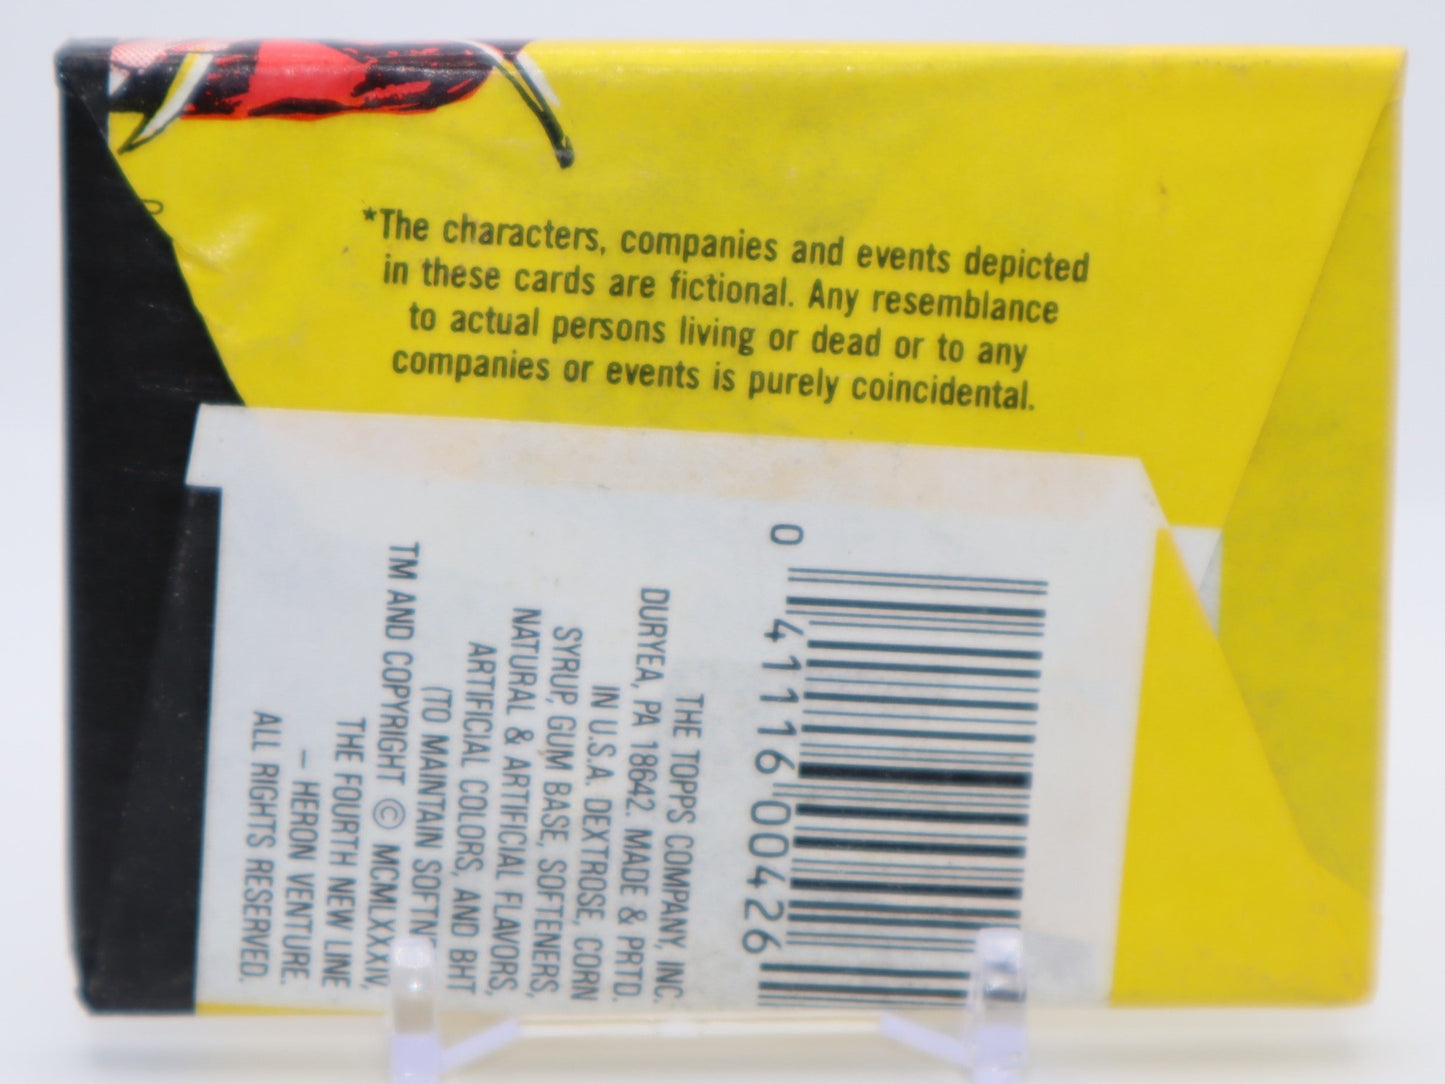 *The characters, companies and events depicted
in these cards are fictional. Any resemblance
to actual persons living or dead or to any
companies or events is purely coincidental.
0 41116 00426
THE TOPPS COMPANY, INC.
DURYEA, PA 18642. MADE & PRTD.
IN U.S.A. DEXTROSE, CORN
SYRUP, GUM BASE, SOFTENERS,
NATURAL & ARTIFICIAL FLAVORS,
ARTIFICIAL COLORS, AND BHT
(TO MAINTAIN
TM AND COPYRIGHT © MCMLXXXIV,
THE FOURTH NEW LINE
– HERON VENTURE.
ALL RIGHTS RESERVED.